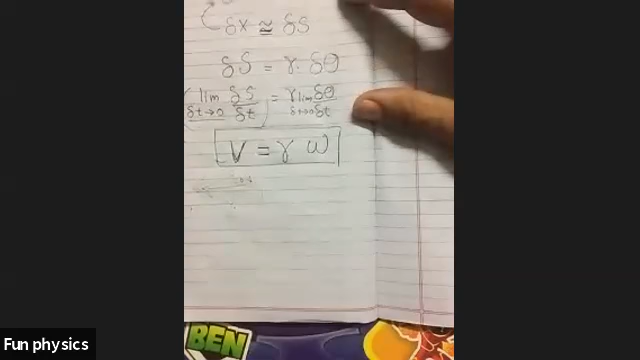 δx ≅ δS
δS = r. δθ
lim δt→0 δS/δt = r lim δt→0 δθ/δt
V = r ω
BEN
Fun physics